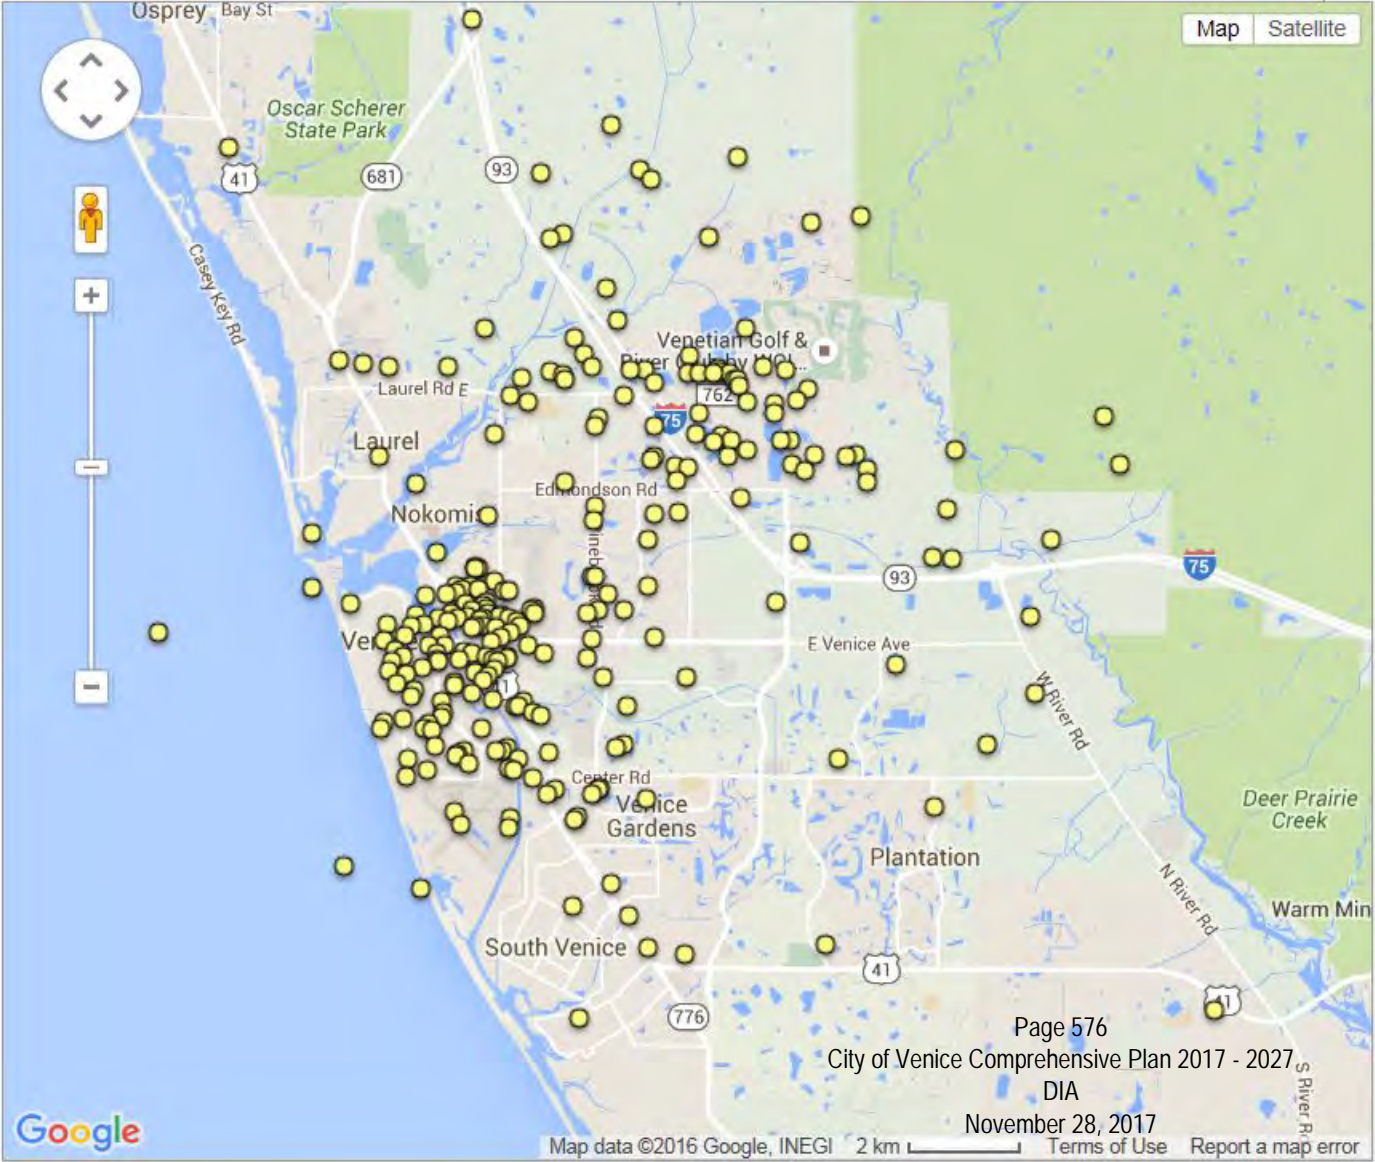 Osprey
Bay St
Map
Satellite
Oscar Scherer
State Park
41
681
93
Casey Key Rd
Venetian Golf &
762
75
Laurel Rd E
Laurel
Edmondson Rd
Nokomis
93
75
E Venice Ave
W River Rd
Center Rd
Venice
Gardens
Deer Prairie
Creek
Plantation
N River Rd
Warm Min
South Venice
41
41
776
Page 576
City of Venice Comprehensive Plan 2017 - 2027
DIA
November 28, 2017
S River R
Google
Map data ©2016 Google, INEGI
2 km
Terms of Use
Report a map error